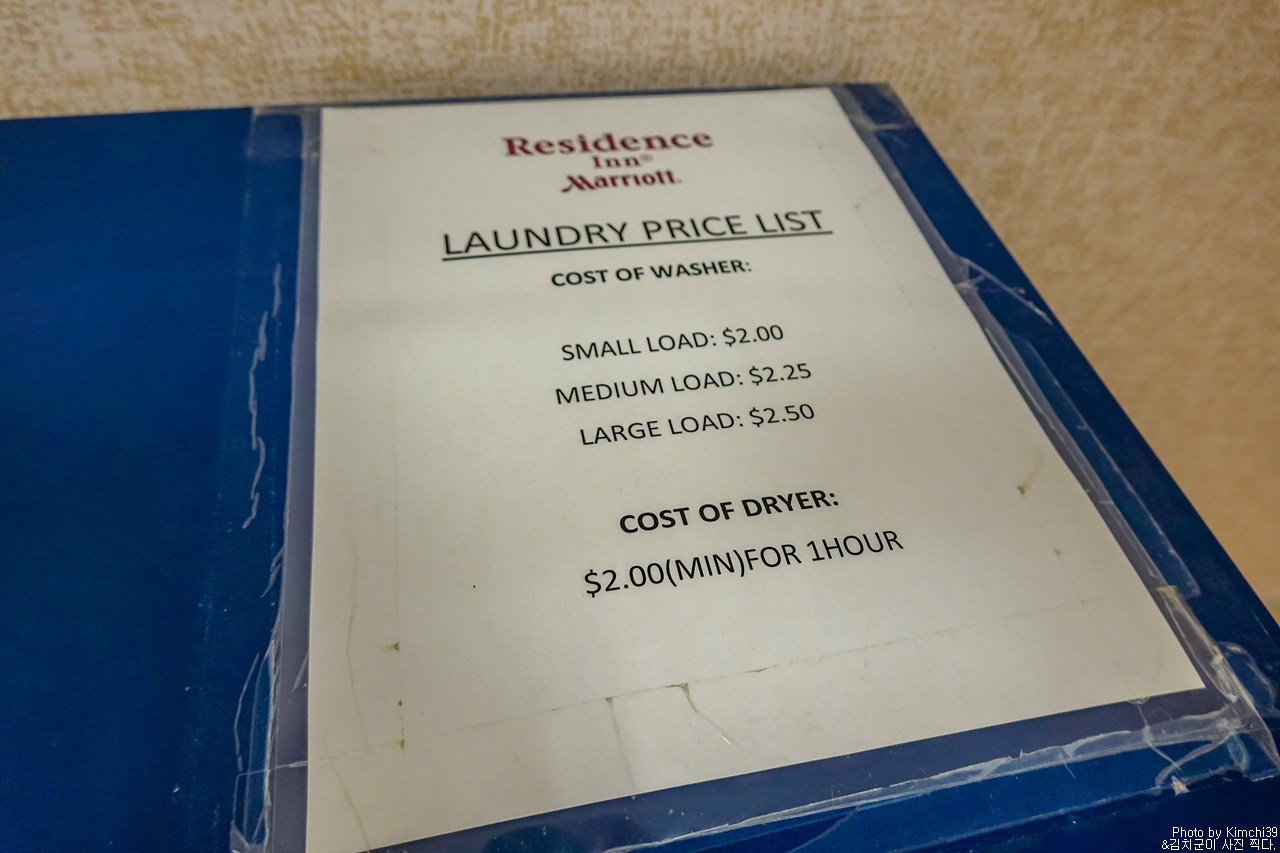 Residence
Inn®
Marriott.
LAUNDRY PRICE LIST
COST OF WASHER:
SMALL LOAD: $2.00
MEDIUM LOAD: $2.25
LARGE LOAD: $2.50
COST OF DRYER:
$2.00(MIN)FOR 1HOUR
Photo by Kimchi39
&김치군이 사진 찍다.